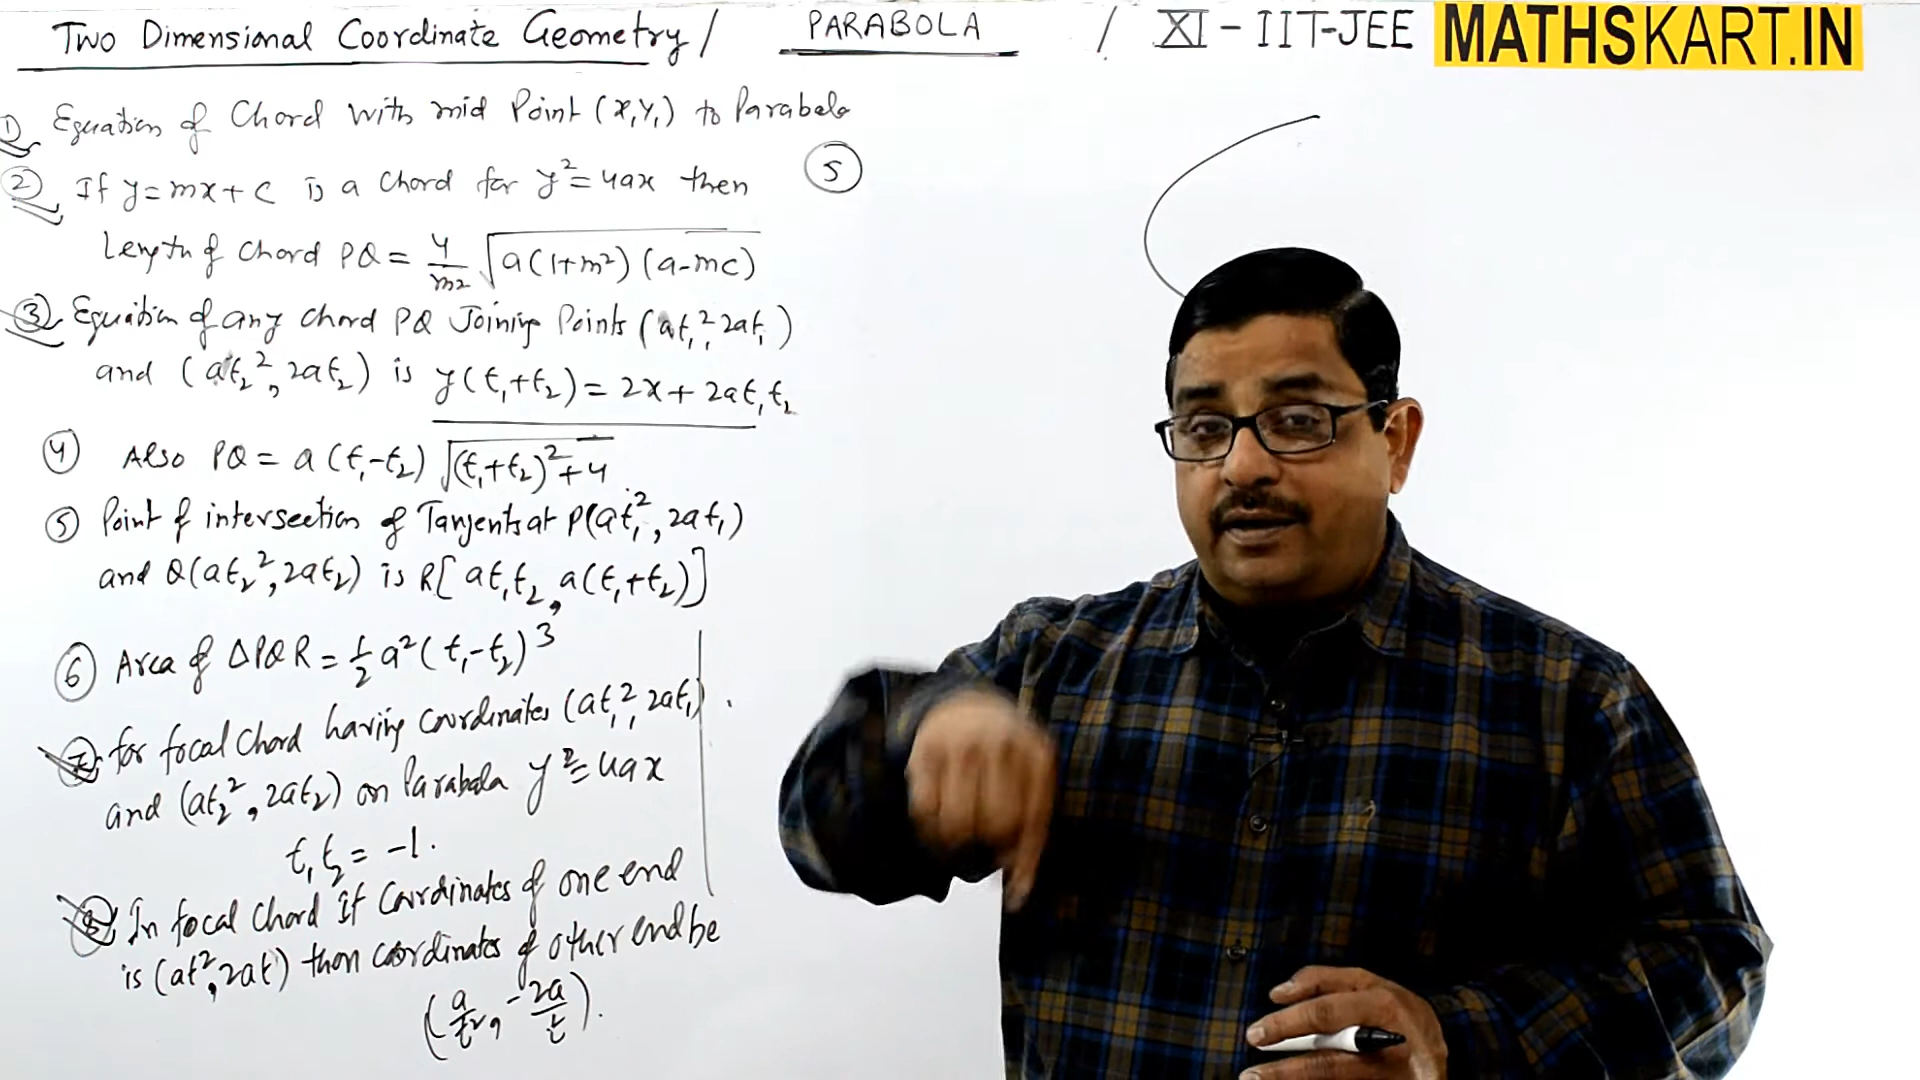 Two Dimensional Coordinate Geometry / PARABOLA / XI - IIT-JEE MATHSKART.IN
① Equation of Chord with mid Point (x₁y₁) to Parabola
② If y=mx+c is a chord for y²=4ax then
Length of chord PQ = 4/m² √(a(1+m²)(a-mc))
③ Equation of any chord PQ Joining Points (at₁², 2at₁)
and (at₂², 2at₂) is y(t₁+t₂) = 2x + 2at₁t₂
④ Also PQ = a(t₁-t₂) √((t₁+t₂)²+4)
⑤ Point of intersection of Tangents at P(at₁², 2at₁)
and Q(at₂², 2at₂) is R[at₁t₂, a(t₁+t₂)]
⑥ Area of ΔPQR = 1/2 a²(t₁-t₂)³
⑦ for focal chord having coordinates (at₁², 2at₁).
and (at₂², 2at₂) on Parabola y²=4ax
t₁t₂ = -1.
⑧ In focal chord If coordinates of one end
is (at², 2at) then coordinates of other end be
(a/t², -2a/t).
⑤